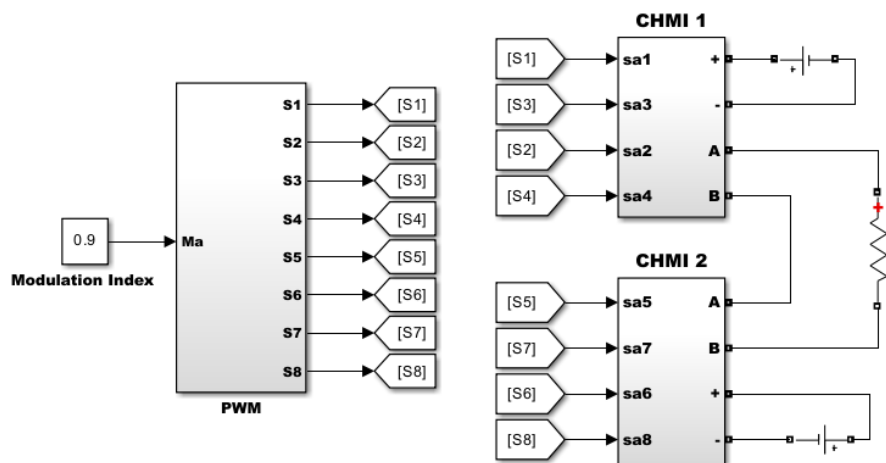 CHMI 1
[S1]
sa1
+
[S3]
sa3
-
[S2]
sa2
A
[S4]
sa4
B
S1
[S1]
S2
[S2]
S3
[S3]
S4
[S4]
S5
[S5]
S6
[S6]
S7
[S7]
S8
[S8]
0.9
Ma
Modulation Index
PWM
CHMI 2
[S5]
sa5
A
[S7]
sa7
B
[S6]
sa6
+
[S8]
sa8
-
+
+
+